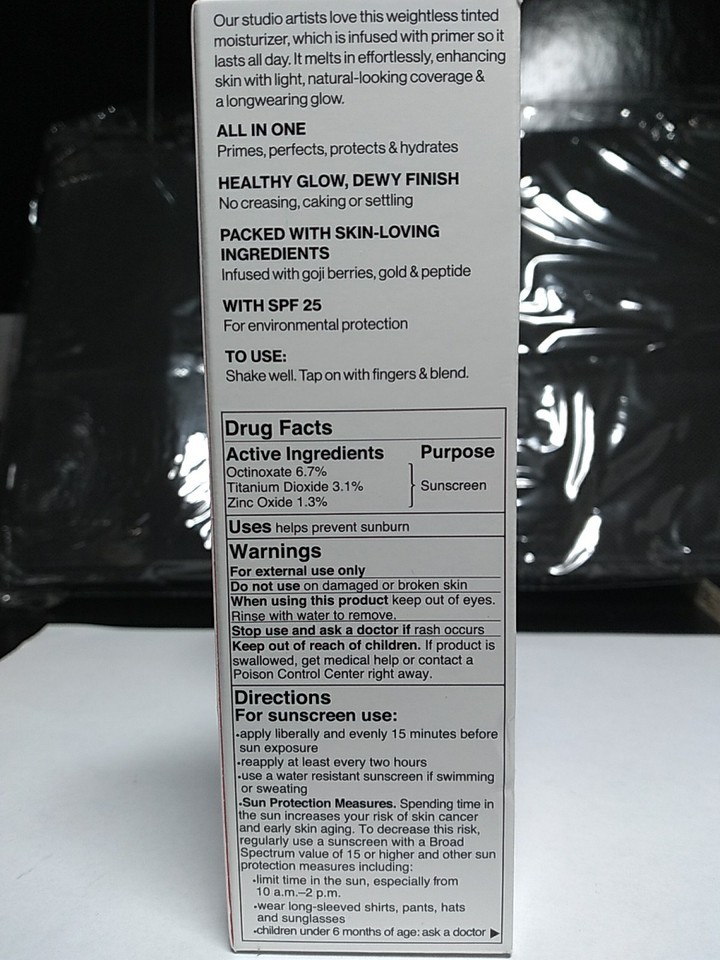 Our studio artists love this weightless tinted
moisturizer, which is infused with primer so it
lasts all day. It melts in effortlessly, enhancing
skin with light, natural-looking coverage &
a longwearing glow.
ALL IN ONE
Primes, perfects, protects & hydrates
HEALTHY GLOW, DEWY FINISH
No creasing, caking or settling
PACKED WITH SKIN-LOVING
INGREDIENTS
Infused with goji berries, gold & peptide
WITH SPF 25
For environmental protection
TO USE:
Shake well. Tap on with fingers & blend.
Drug Facts
Active Ingredients Purpose
Octinoxate 6.7%
Titanium Dioxide 3.1% Sunscreen
Zinc Oxide 1.3%
Uses helps prevent sunburn
Warnings
For external use only
Do not use on damaged or broken skin
When using this product keep out of eyes.
Rinse with water to remove.
Stop use and ask a doctor if rash occurs
Keep out of reach of children. If product is
swallowed, get medical help or contact a
Poison Control Center right away.
Directions
For sunscreen use:
•apply liberally and evenly 15 minutes before
sun exposure
•reapply at least every two hours
•use a water resistant sunscreen if swimming
or sweating
•Sun Protection Measures. Spending time in
the sun increases your risk of skin cancer
and early skin aging. To decrease this risk,
regularly use a sunscreen with a Broad
Spectrum value of 15 or higher and other sun
protection measures including:
•limit time in the sun, especially from
10 a.m.–2 p.m.
•wear long-sleeved shirts, pants, hats
and sunglasses
•children under 6 months of age: ask a doctor ▶